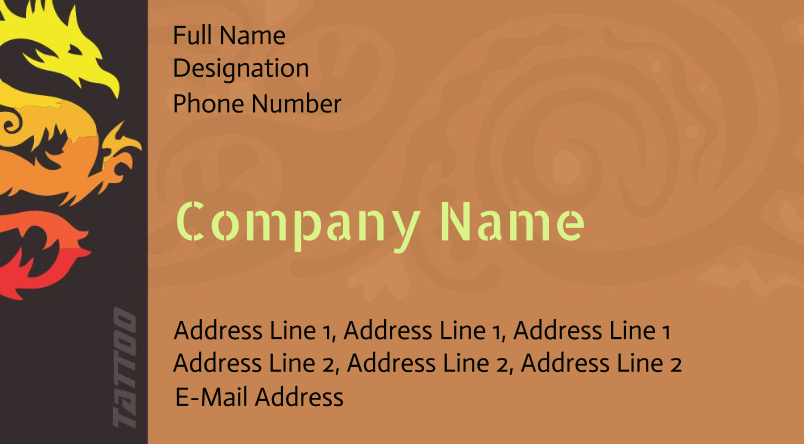 Full Name
Designation
Phone Number
Company Name
Address Line 1, Address Line 1, Address Line 1
Address Line 2, Address Line 2, Address Line 2
E-Mail Address
TATTOO